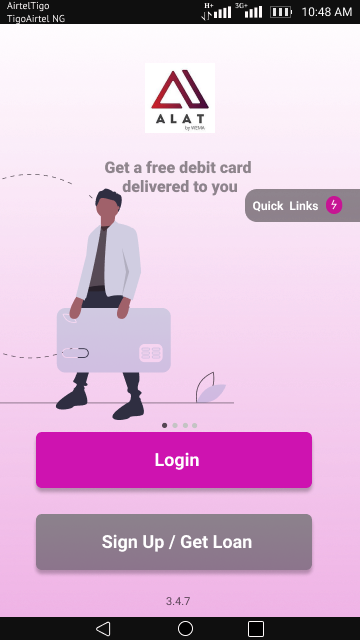 AirtelTigo
TigoAirtel NG
H+
3G+
10:48 AM
ALAT
by WEMA
Get a free debit card
delivered to you
Quick Links
Login
Sign Up / Get Loan
3.4.7